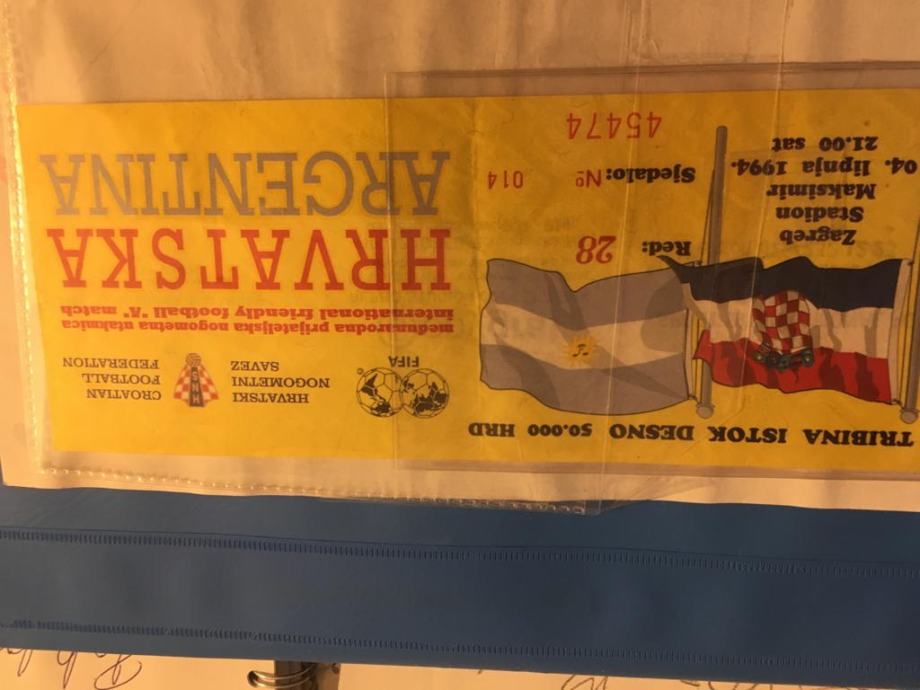 TRIBINA ISTOK DESNO 50.000 HRD
HRVATSKI
NOGOMETNI
SAVEZ
CROATIAN
FOOTBALL
FEDERATION
FIFA
međunarodna prijateljska nogometna utakmica
international friendly football "A" match
HRVATSKA
ARGENTINA
Zagreb
Stadion
Maksimir
04. lipnja 1994.
21.00 sat
Red: 28
Sjedalo: Nº 014
45474